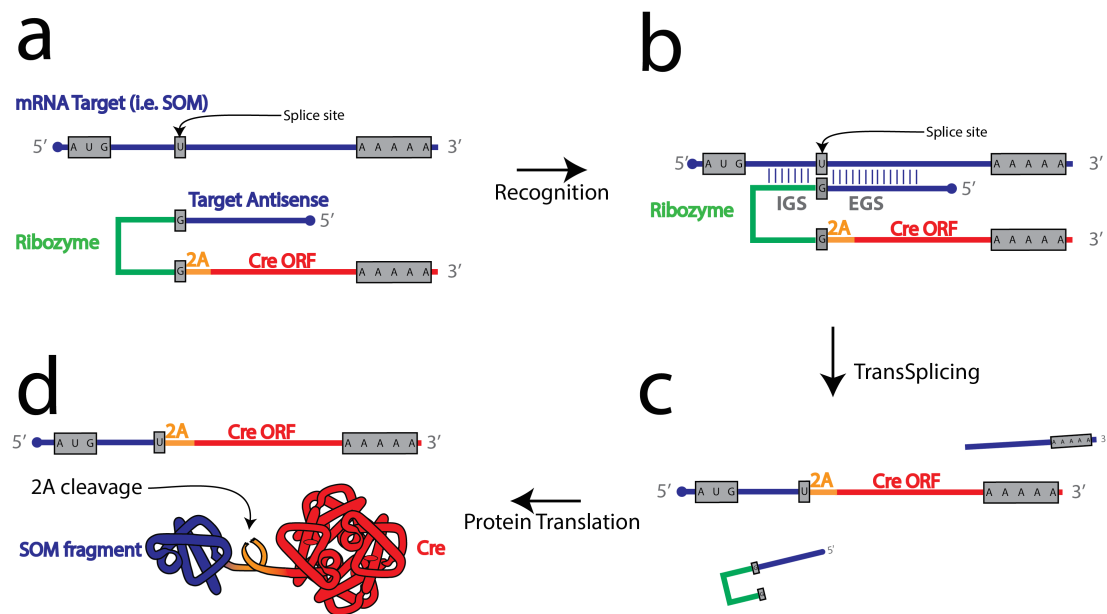 a
mRNA Target (i.e. SOM)
Splice site
5′ A U G U A A A A A 3′
Target Antisense
G 5′
Ribozyme
2A Cre ORF
G A A A A A 3′
Recognition
b
Splice site
5′ A U G U A A A A A 3′
G 5′
IGS EGS
Ribozyme
2A Cre ORF
G A A A A A 3′
TransSplicing
c
A A A A A 3′
2A Cre ORF
5′ A U G U A A A A A 3′
5′
G
G
Protein Translation
d
2A Cre ORF
5′ A U G U A A A A A 3′
2A cleavage
SOM fragment
Cre